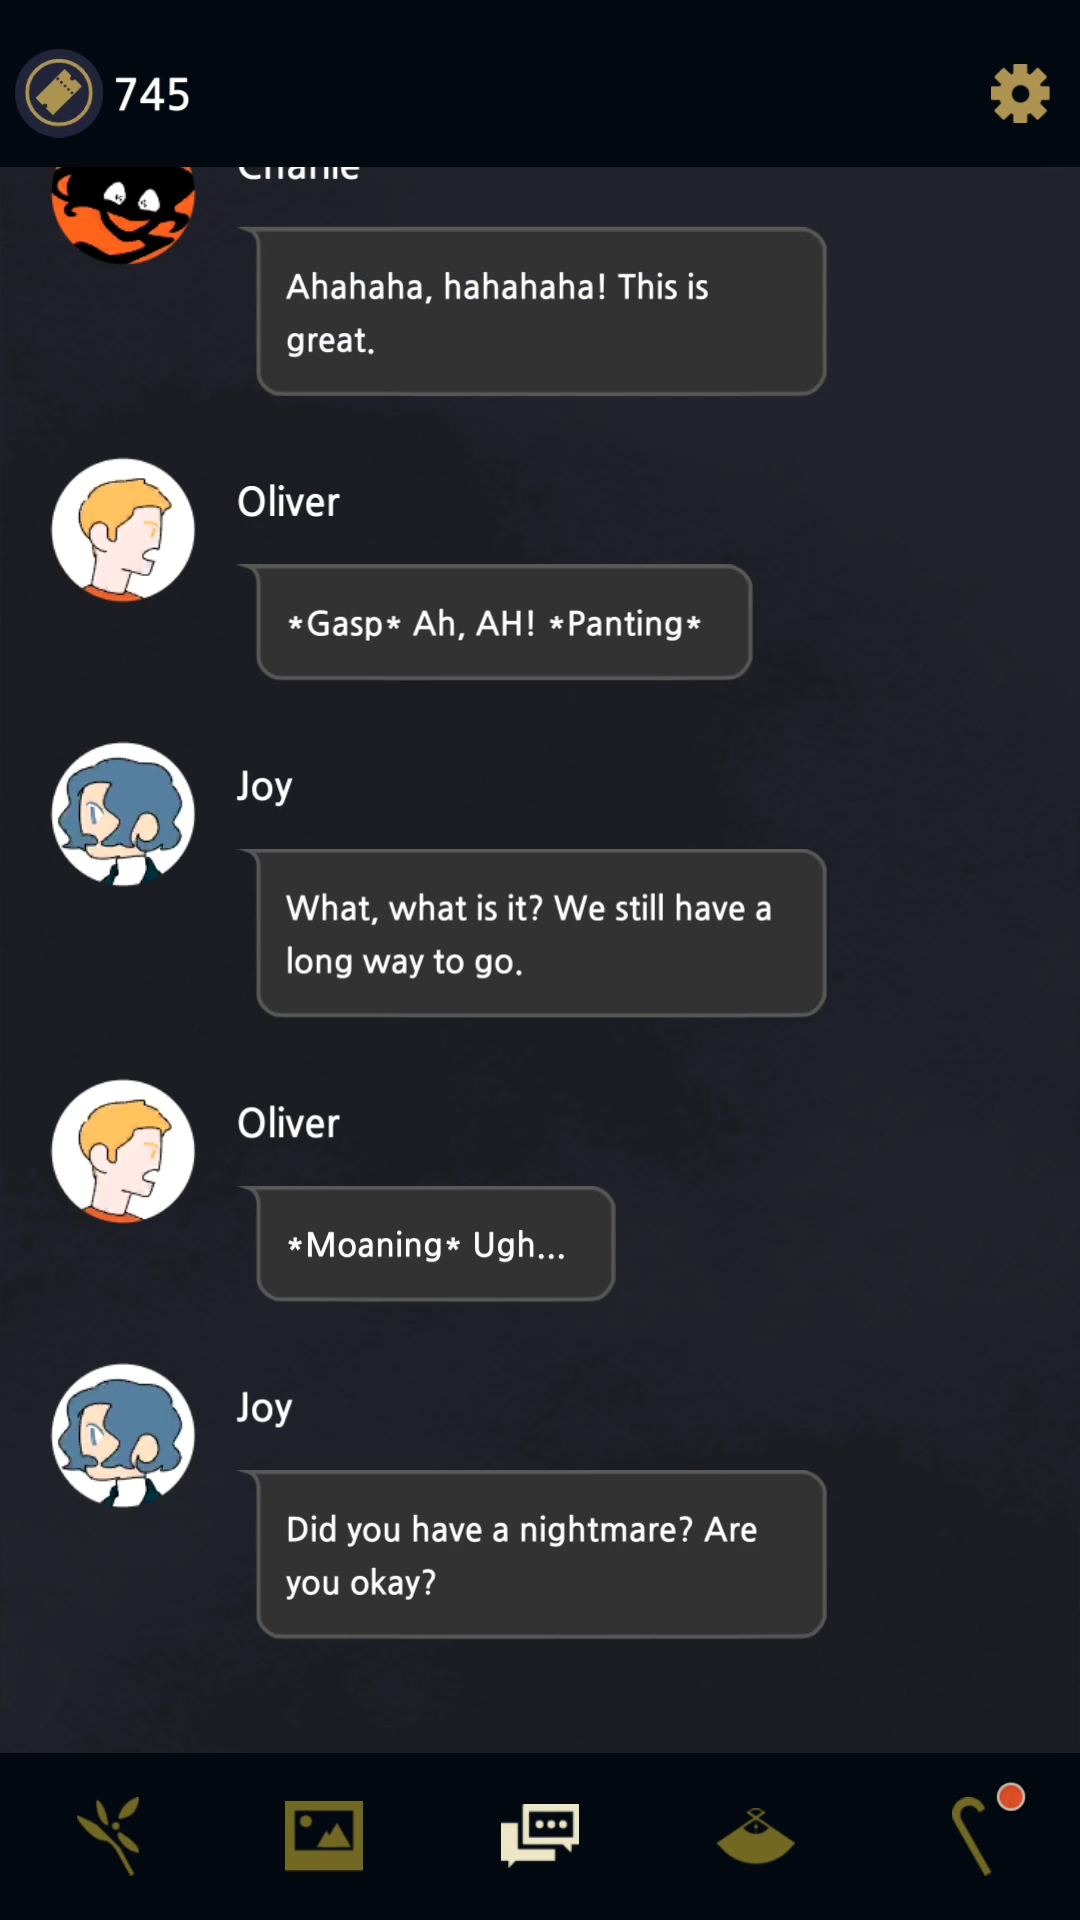 745
Charlie
Ahahaha, hahahaha! This is
great.
Oliver
*Gasp* Ah, AH! *Panting*
Joy
What, what is it? We still have a
long way to go.
Oliver
*Moaning* Ugh...
Joy
Did you have a nightmare? Are
you okay?